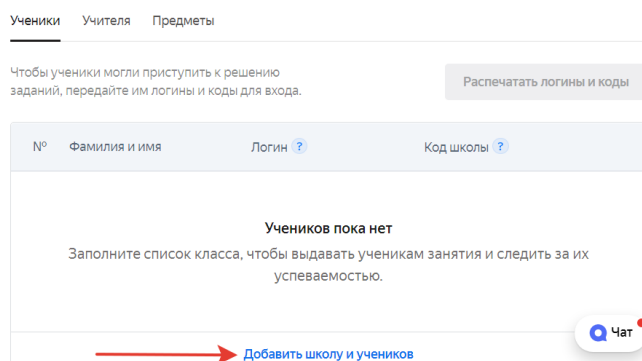 Ученики Учителя Предметы
Чтобы ученики могли приступить к решению
заданий, передайте им логины и коды для входа.
Распечатать логины и коды
№ Фамилия и имя Логин ? Код школы ?
Учеников пока нет
Заполните список класса, чтобы выдавать ученикам занятия и следить за их
успеваемостью.
Чат
Добавить школу и учеников